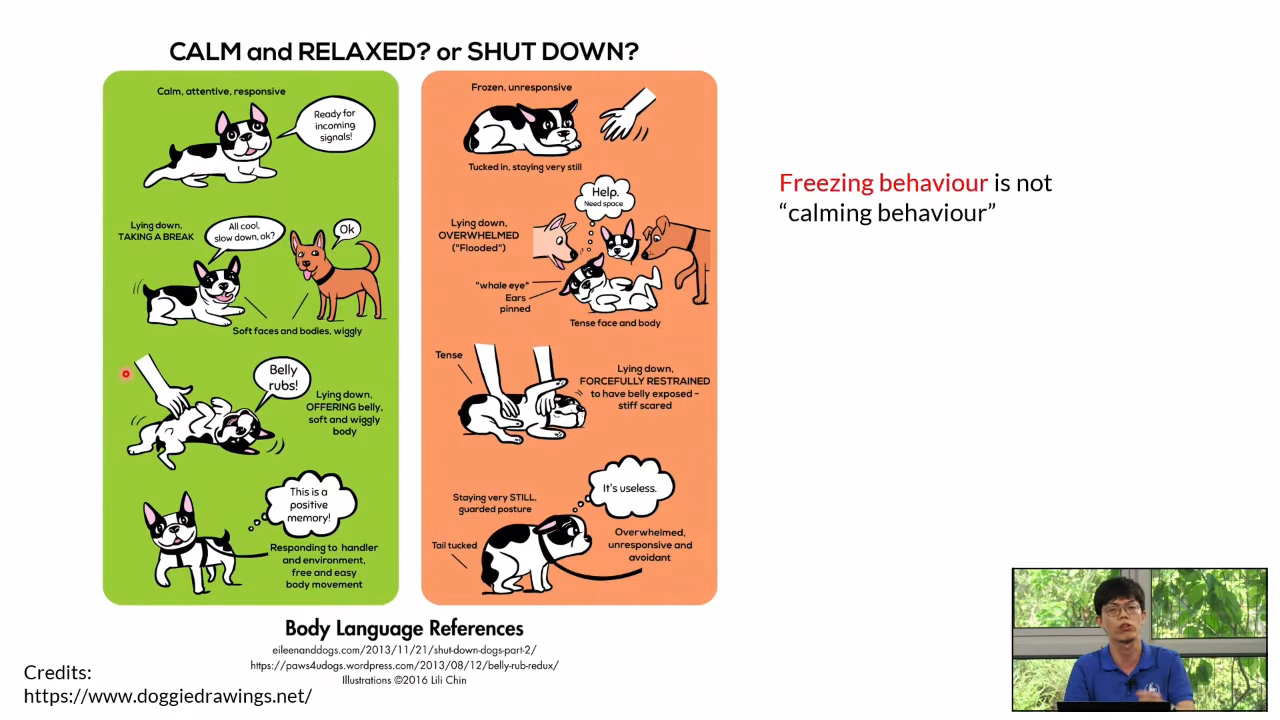 CALM and RELAXED? or SHUT DOWN?
Calm, attentive, responsive
Ready for
incoming
signals!
Lying down,
TAKING A BREAK
All cool,
slow down, ok?
Ok
Soft faces and bodies, wiggly
Belly
rubs!
Lying down,
OFFERING belly,
soft and wiggly
body
This is a
positive
memory!
Responding to handler
and environment,
free and easy
body movement
Frozen, unresponsive
Tucked in, staying very still
Help.
Need space
Lying down,
OVERWHELMED
("Flooded")
"whale eye"
Ears
pinned
Tense face and body
Tense
Lying down,
FORCEFULLY RESTRAINED
to have belly exposed -
stiff scared
It's useless.
Staying very STILL,
guarded posture
Tail tucked
Overwhelmed,
unresponsive and
avoidant
Freezing behaviour is not
“calming behaviour”
Body Language References
eileenanddogs.com/2013/11/21/shut-down-dogs-part-2/
https://paws4udogs.wordpress.com/2013/08/12/belly-rub-redux/
Illustrations ©2016 Lili Chin
Credits:
https://www.doggiedrawings.net/